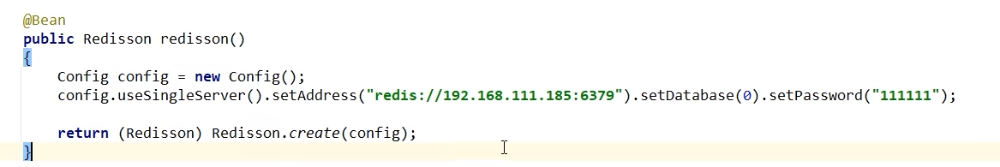 @Bean
public Redisson redisson()
{
    Config config = new Config();
    config.useSingleServer().setAddress("redis://192.168.111.185:6379").setDatabase(0).setPassword("111111");

    return (Redisson) Redisson.create(config);
}